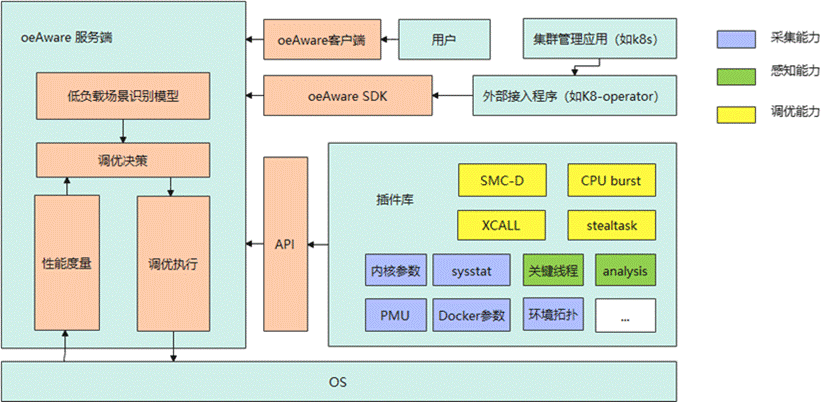 oeAware 服务端
oeAware客户端
用户
集群管理应用（如k8s）
采集能力
感知能力
调优能力
低负载场景识别模型
oeAware SDK
外部接入程序（如K8-operator）
调优决策
性能度量
调优执行
API
插件库
SMC-D
CPU burst
XCALL
stealtask
内核参数
sysstat
关键线程
analysis
PMU
Docker参数
环境拓扑
...
OS